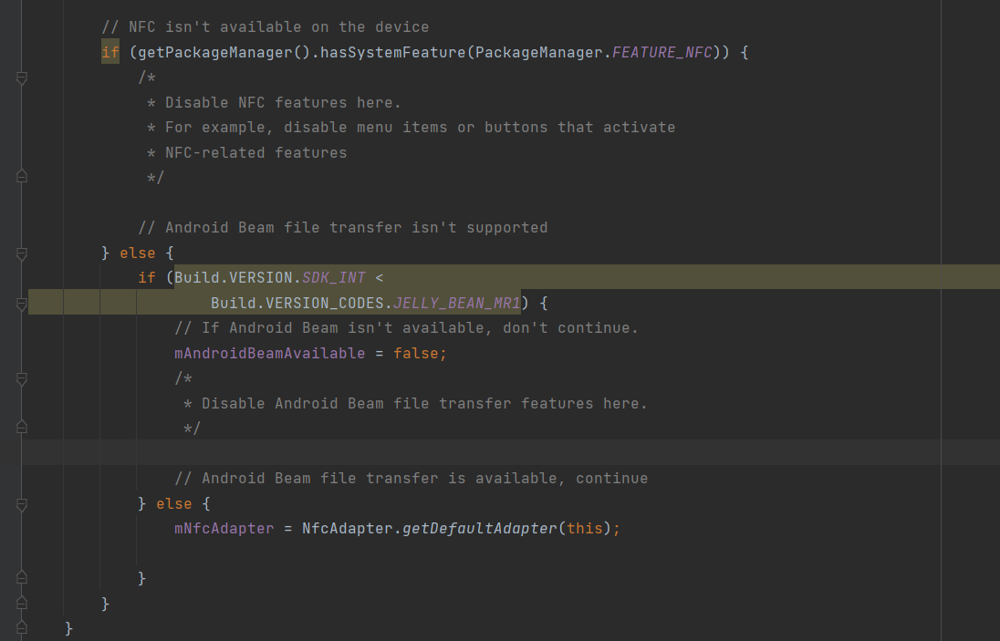 // NFC isn't available on the device
if (getPackageManager().hasSystemFeature(PackageManager.FEATURE_NFC)) {
/*
* Disable NFC features here.
* For example, disable menu items or buttons that activate
* NFC-related features
*/
// Android Beam file transfer isn't supported
} else {
if (Build.VERSION.SDK_INT <
Build.VERSION_CODES.JELLY_BEAN_MR1) {
// If Android Beam isn't available, don't continue.
mAndroidBeamAvailable = false;
/*
* Disable Android Beam file transfer features here.
*/
// Android Beam file transfer is available, continue
} else {
mNfcAdapter = NfcAdapter.getDefaultAdapter(this);
}
}
}